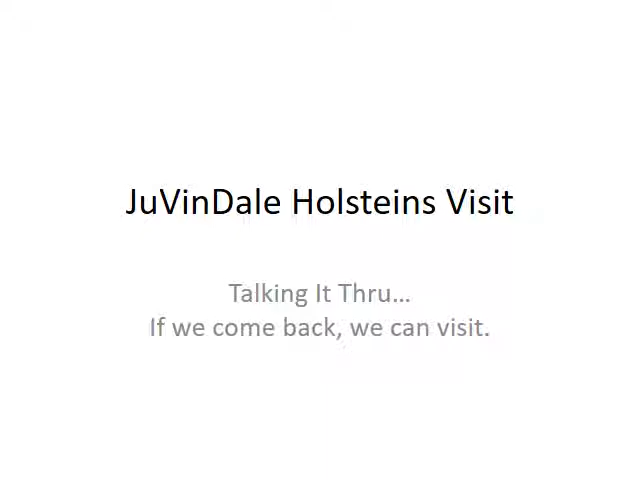 JuVinDale Holsteins Visit
Talking It Thru…
If we come back, we can visit.